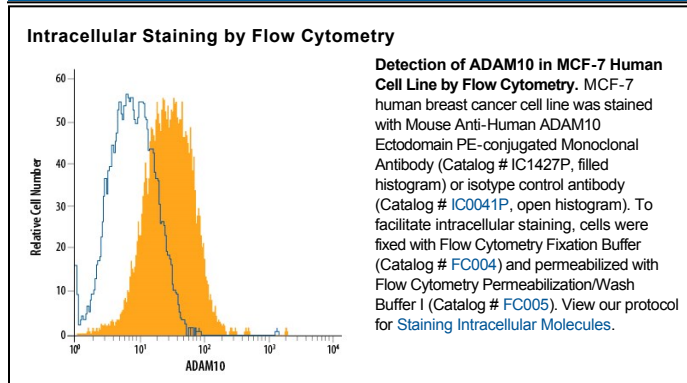 Intracellular Staining by Flow Cytometry
60
50
40
30
20
10
0
Relative Cell Number
10⁰ 10¹ 10² 10³ 10⁴
ADAM10
Detection of ADAM10 in MCF-7 Human
Cell Line by Flow Cytometry. MCF-7
human breast cancer cell line was stained
with Mouse Anti-Human ADAM10
Ectodomain PE-conjugated Monoclonal
Antibody (Catalog # IC1427P, filled
histogram) or isotype control antibody
(Catalog # IC0041P, open histogram). To
facilitate intracellular staining, cells were
fixed with Flow Cytometry Fixation Buffer
(Catalog # FC004) and permeabilized with
Flow Cytometry Permeabilization/Wash
Buffer I (Catalog # FC005). View our protocol
for Staining Intracellular Molecules.